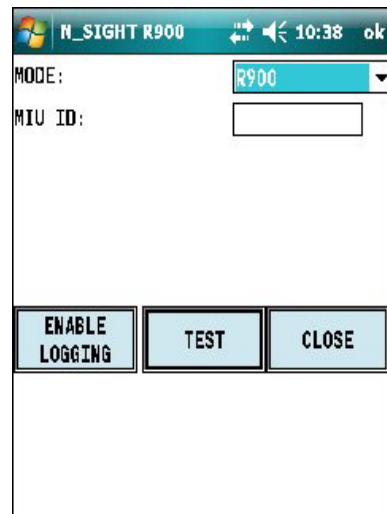 N_SIGHT R900 10:38 ok
MODE: R900
MIU ID:
ENABLE
LOGGING
TEST
CLOSE